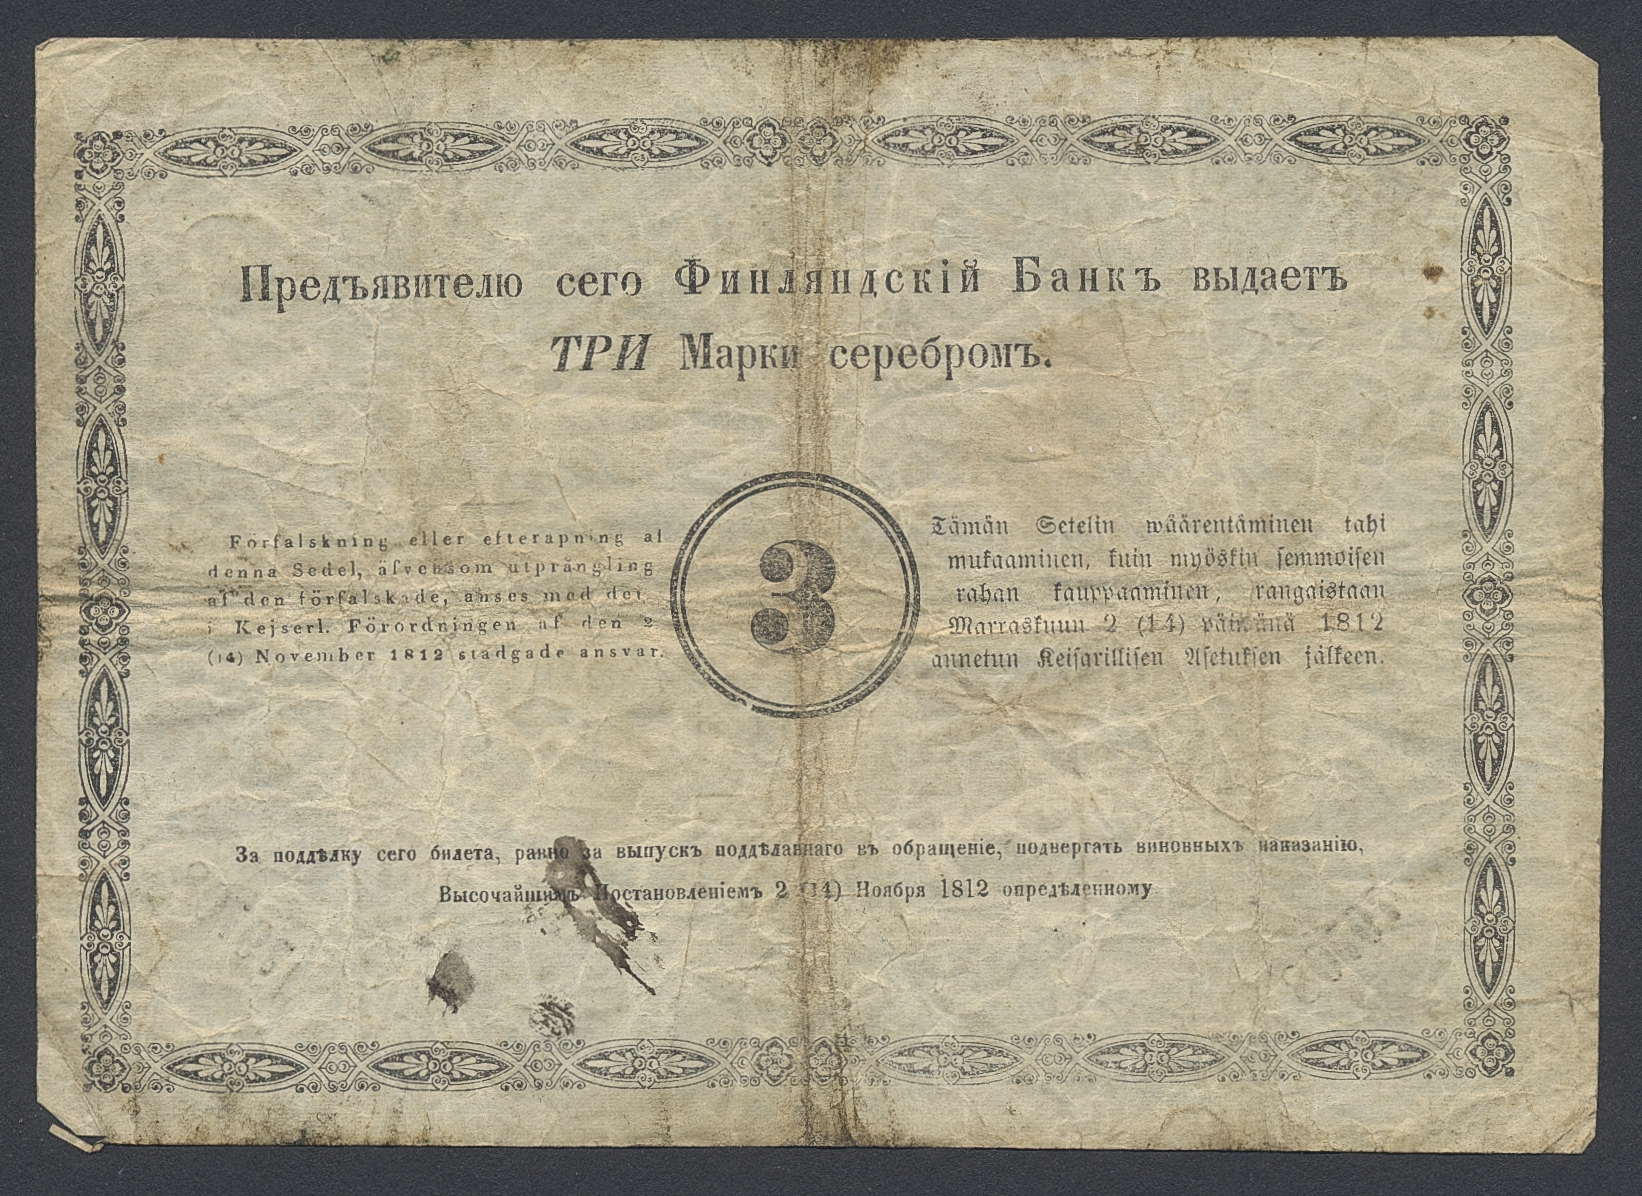 Предъявителю сего Финляндскій Банкъ выдаетъ
ТРИ Марки серебромъ.
Förfalskning eller efterapning af
denna Sedel, äfvensom utprångling
af den förfalskade, anses med det
i Kejserl. Förordningen af den 2
(14) November 1812 stadgade ansvar.
3
Tämän Setelin wäärentäminen tahi
mukaaminen, kuin myöskin semmoisen
rahan kauppaaminen, rangaistaan
Marraskuun 2 (14) päiwänä 1812
annetun Keisarillisen Asetuksen jälkeen.
За поддѣлку сего билета, равно за выпускъ поддѣланнаго въ обращеніе, подвергать виновныхъ наказанію,
Высочайшимъ Постановленіемъ 2 (14) Ноября 1812 опредѣленному